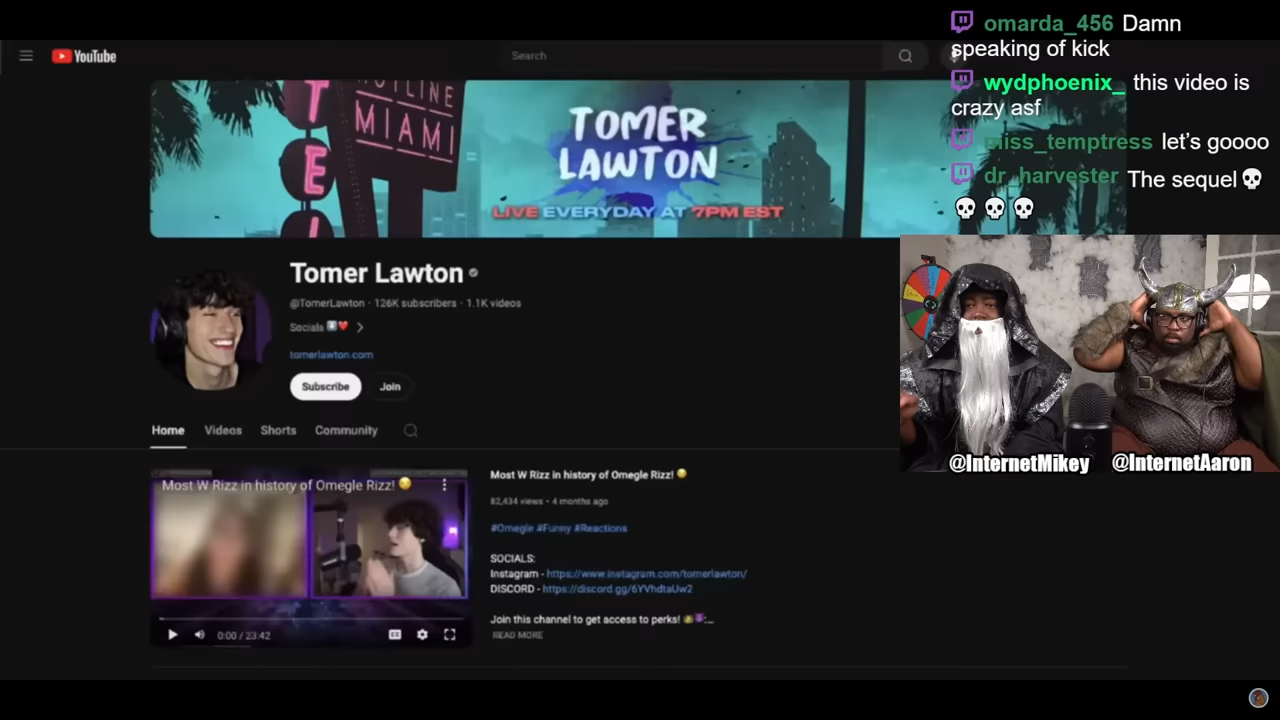 omarda_456 Damn
speaking of kick
wydphoenix_ this video is
crazy asf
miss_temptress let's goooo
dr_harvester The sequel💀
💀 💀 💀
YouTube
Search
HOTLINE
MIAMI
TOMER
LAWTON
LIVE EVERYDAY AT 7PM EST
Tomer Lawton
@TomerLawton · 126K subscribers · 1.1K videos
Socials ⬇️❤️ >
tomerlawton.com
Subscribe Join
Home Videos Shorts Community
Most W Rizz in history of Omegle Rizz!
Most W Rizz in history of Omegle Rizz!
82,434 views • 4 months ago
#Omegle #Funny #Reactions
SOCIALS:
Instagram - https://www.instagram.com/tomerlawton/
DISCORD - https://discord.gg/6YVhdtaUw2
Join this channel to get access to perks!
READ MORE
0:00 / 23:42
@InternetMikey @InternetAaron